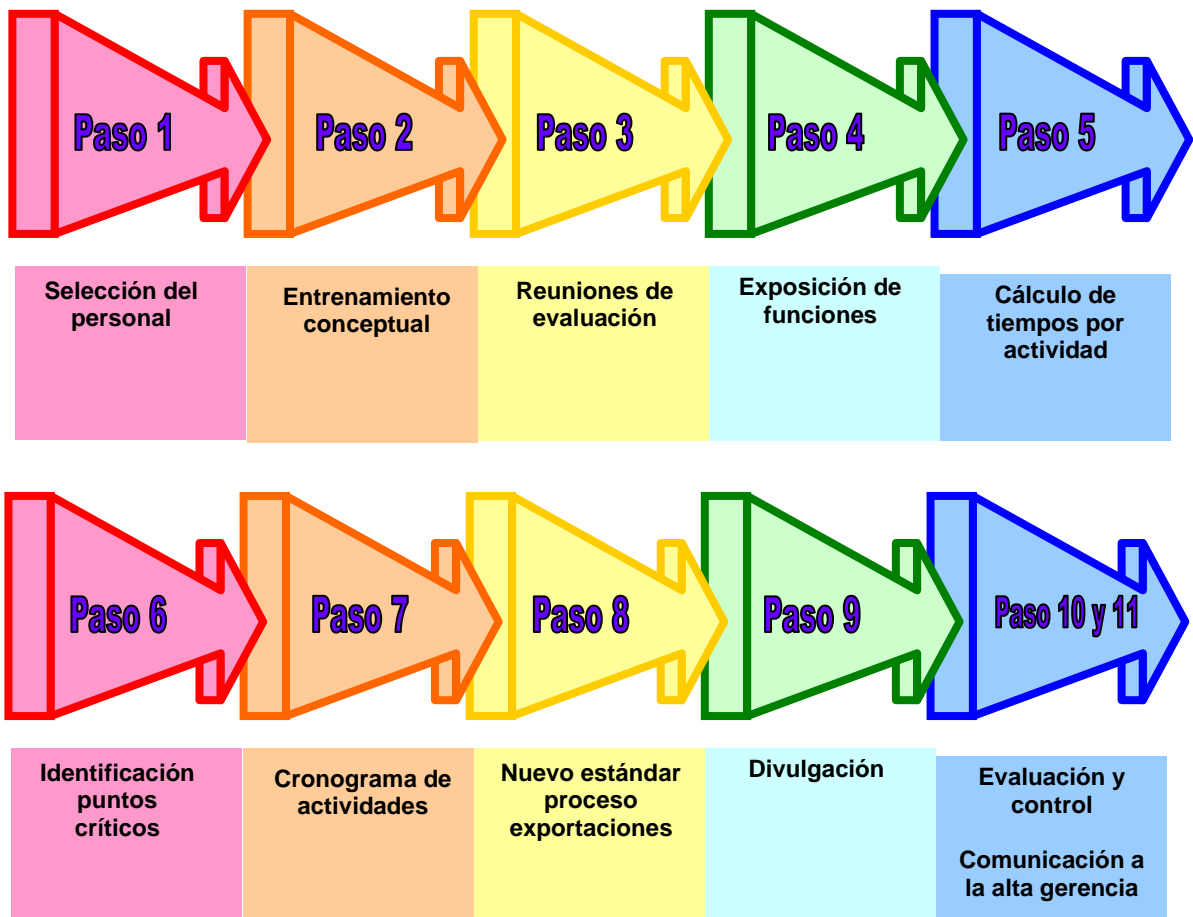 Paso 1
Paso 2
Paso 3
Paso 4
Paso 5
Selección del
personal
Entrenamiento
conceptual
Reuniones de
evaluación
Exposición de
funciones
Cálculo de
tiempos por
actividad
Paso 6
Paso 7
Paso 8
Paso 9
Paso 10 y 11
Identificación
puntos
críticos
Cronograma de
actividades
Nuevo estándar
proceso
exportaciones
Divulgación
Evaluación y
control
Comunicación a
la alta gerencia